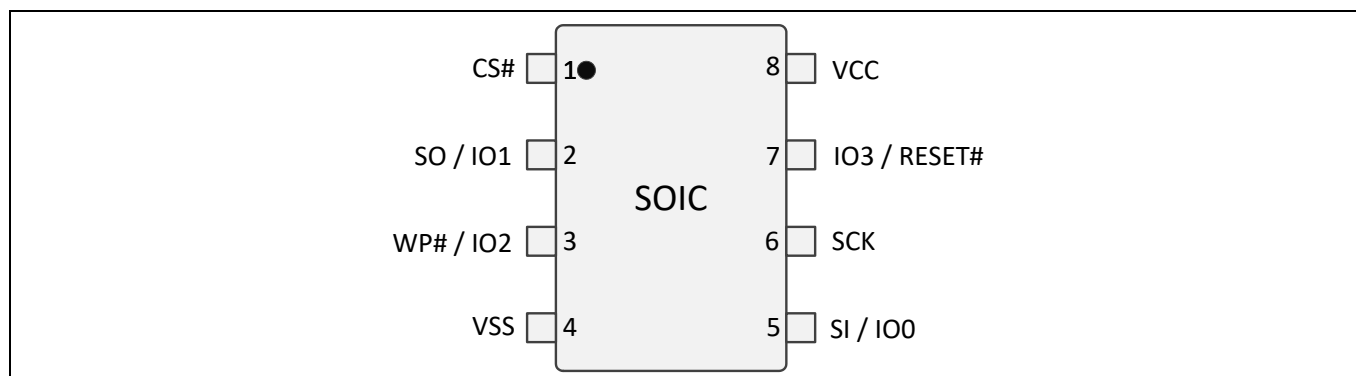 CS# 1 8 VCC
SO / IO1 2 7 IO3 / RESET#
SOIC
WP# / IO2 3 6 SCK
VSS 4 5 SI / IO0